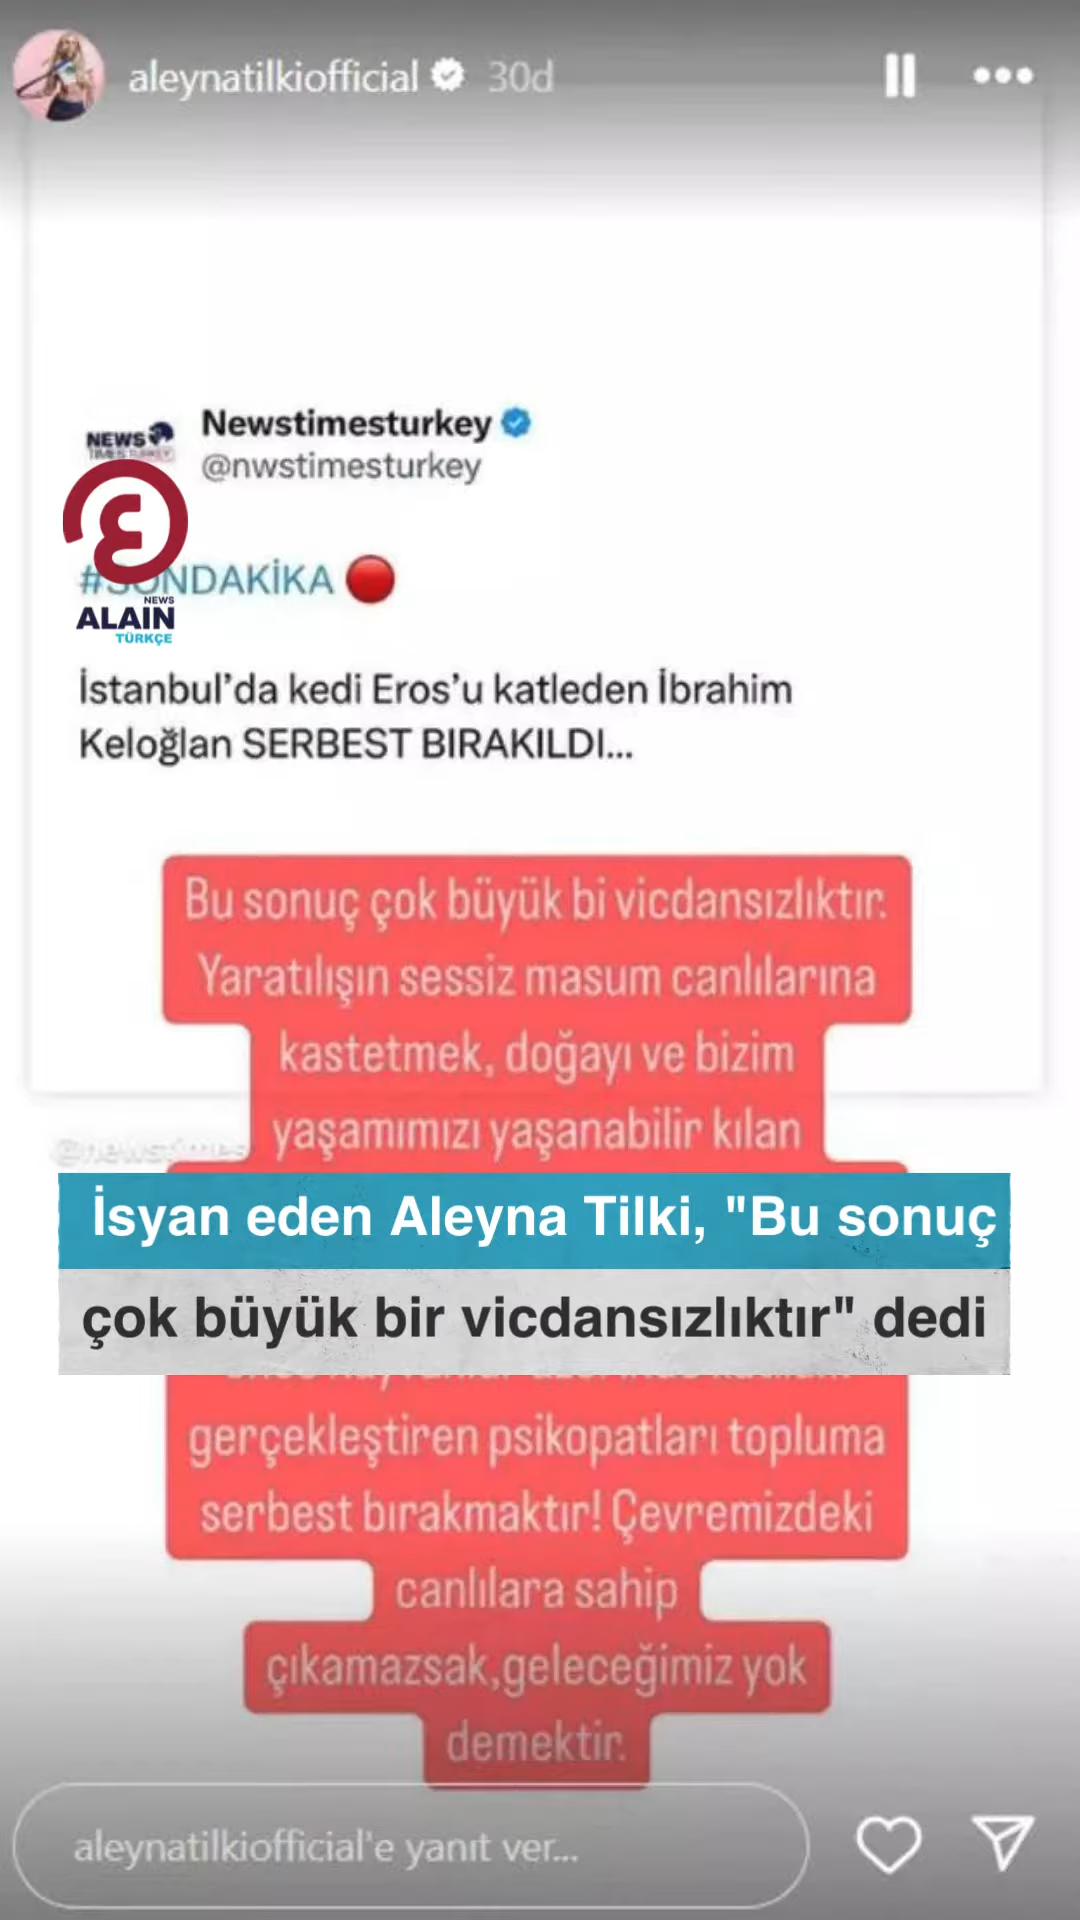 aleynatilkiofficial 30d
Newstimesturkey
@nwstimesturkey
NEWS
TIMES TURKEY
#SONDAKİKA
NEWS
ALAIN
TÜRKÇE
İstanbul’da kedi Eros’u katleden İbrahim
Keloğlan SERBEST BIRAKILDI...
Bu sonuç çok büyük bi vicdansızlıktır.
Yaratılışın sessiz masum canlılarına
kastetmek, doğayı ve bizim
yaşamımızı yaşanabilir kılan
İsyan eden Aleyna Tilki, "Bu sonuç
çok büyük bir vicdansızlıktır" dedi
gerçekleştiren psikopatları topluma
serbest bırakmaktır! Çevremizdeki
canlılara sahip
çıkamazsak,geleceğimiz yok
demektir.
aleynatilkiofficial'e yanıt ver...